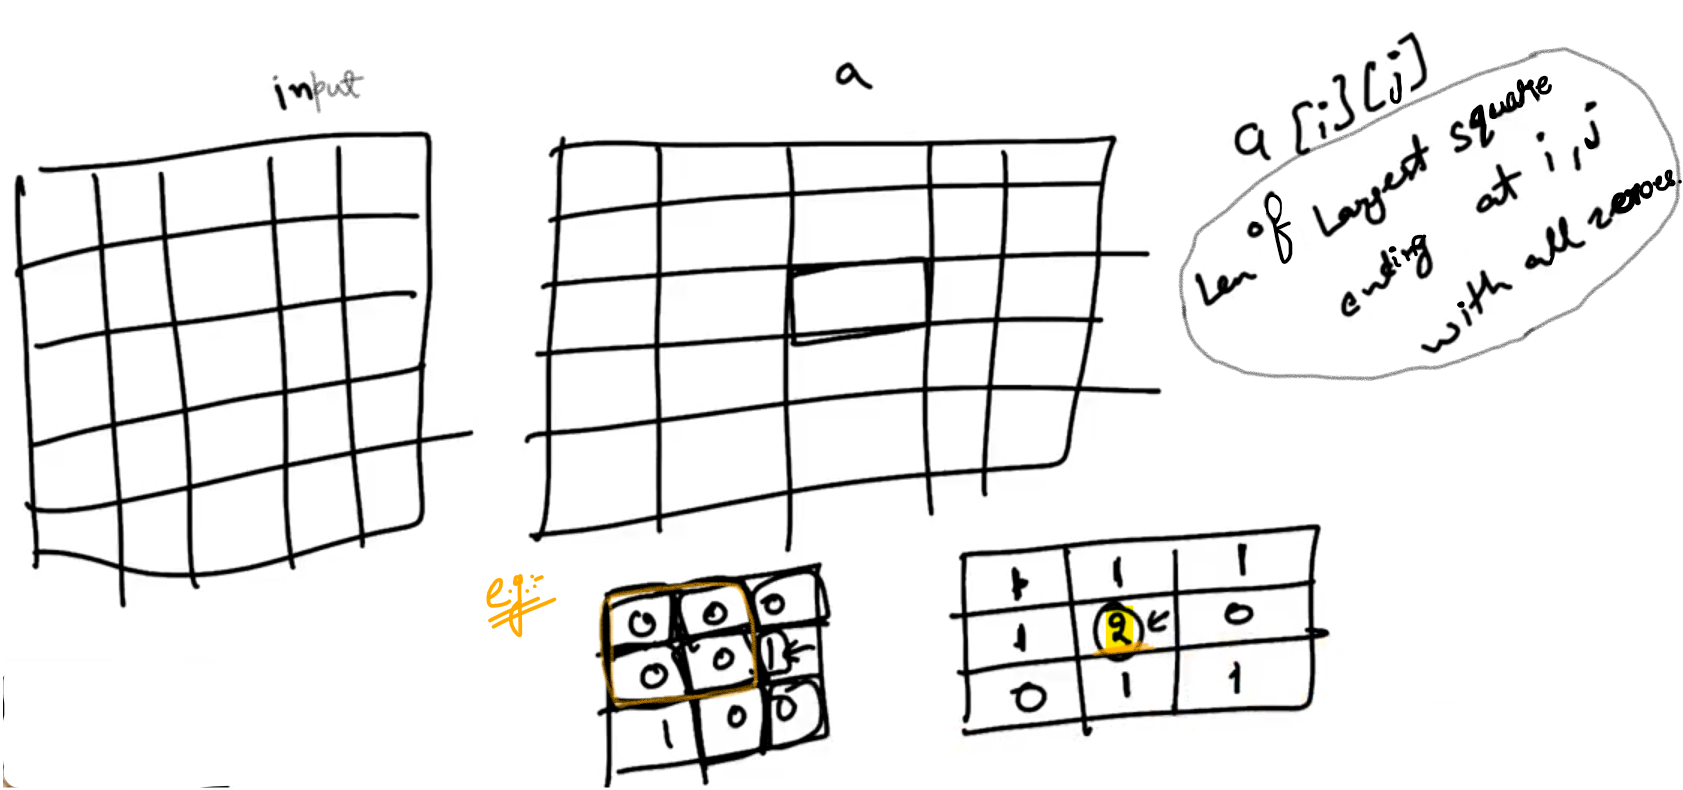 input
a
a[i][j]
Len of Largest square
ending at i,j
with all zeroes.
e.g:-
0 0 0
0 0 1 ←
1 0 0
1 1 1
1 2 ← 0
0 1 1